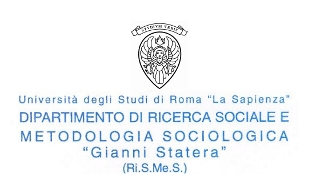 Università degli Studi di Roma "La Sapienza"
DIPARTIMENTO DI RICERCA SOCIALE E
METODOLOGIA SOCIOLOGICA
"Gianni Statera"
(Ri.S.Me.S.)